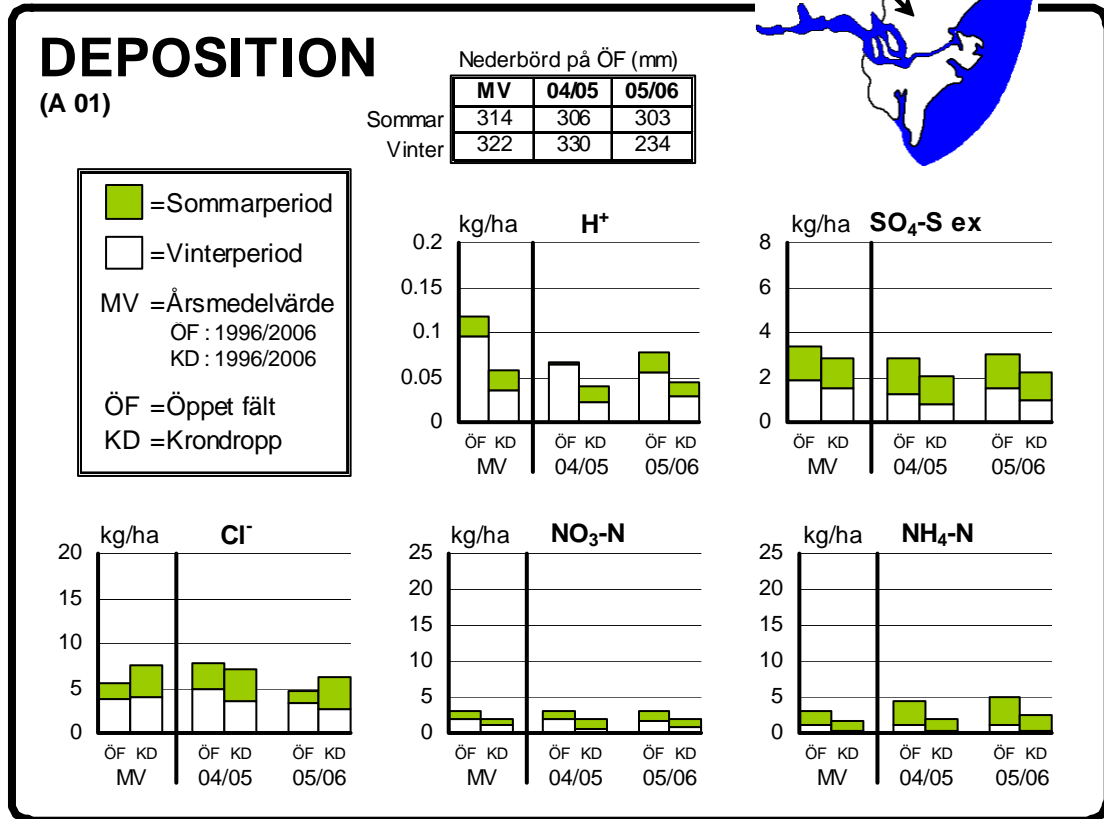 DEPOSITION
(A 01)
Nederbörd på ÖF (mm)
MV 04/05 05/06
Sommar 314 306 303
Vinter 322 330 234
=Sommarperiod
=Vinterperiod
MV =Årsmedelvärde
ÖF : 1996/2006
KD : 1996/2006
ÖF =Öppet fält
KD =Krondropp
kg/ha H⁺
0.2
0.15
0.1
0.05
0
ÖF KD ÖF KD ÖF KD
MV 04/05 05/06
kg/ha SO₄-S ex
8
6
4
2
0
ÖF KD ÖF KD ÖF KD
MV 04/05 05/06
kg/ha Cl⁻
20
15
10
5
0
ÖF KD ÖF KD ÖF KD
MV 04/05 05/06
kg/ha NO₃-N
25
20
15
10
5
0
ÖF KD ÖF KD ÖF KD
MV 04/05 05/06
kg/ha NH₄-N
25
20
15
10
5
0
ÖF KD ÖF KD ÖF KD
MV 04/05 05/06